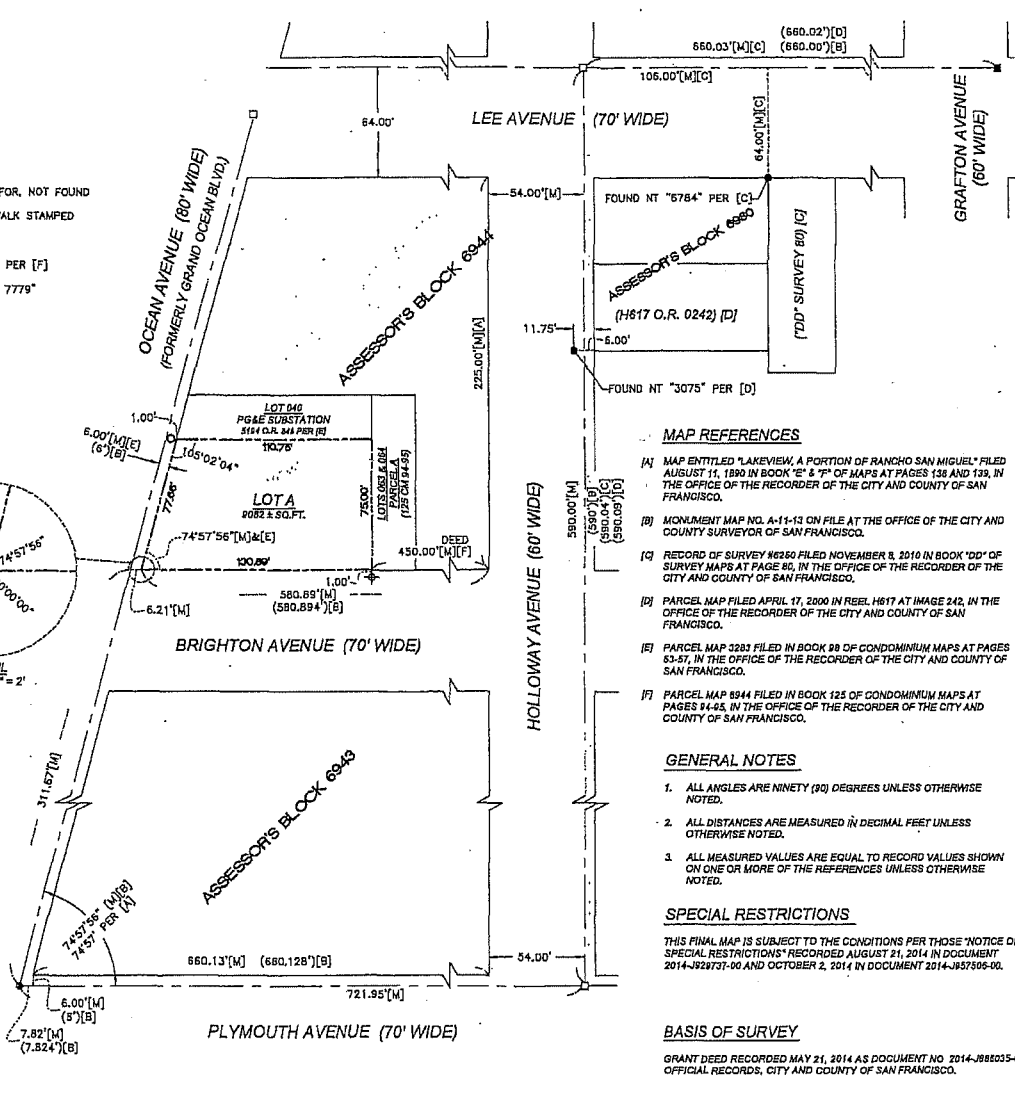 660.03'[M][C]
(660.02')[D]
(660.00')[B]
106.00'[M][C]
64.00'
LEE AVENUE (70' WIDE)
64.00'[M][C]
GRAFTON AVENUE
(60' WIDE)
FOR, NOT FOUND
ALK STAMPED
PER [F]
7779"
OCEAN AVENUE (80' WIDE)
(FORMERLY GRAND OCEAN BLVD.)
54.00'[M]
FOUND NT "6784" PER [C]
ASSESSOR'S BLOCK 6944
ASSESSOR'S BLOCK 6980
("DD" SURVEY 80) [C]
(H617 O.R. 0242) [D]
11.75'
6.00'
FOUND NT "3075" PER [D]
225.00'[M][A]
1.00'
6.00'[M][E]
(6')[B]
LOT 040
PG&E SUBSTATION
PER [E]
110.76'
105°02'04"
77.66'
LOT A
9082 ± SQ.FT.
75.00'
LOTS 063 & 064
PARCEL A
(125 CM 94-95)
74°57'56"[M]&[E]
DEED
450.00'[M][F]
130.89'
1.00'
580.89'[M]
(580.894')[B]
6.21'[M]
74°57'56"
= 2'
BRIGHTON AVENUE (70' WIDE)
HOLLOWAY AVENUE (60' WIDE)
590.00'[M]
(590')[B]
(590.04')[C]
(590.09')[D]
311.67'[M]
ASSESSOR'S BLOCK 6943
74°57'56" [M][B]
74°57' PER [A]
660.13'[M] (660.128')[B]
54.00'
721.95'[M]
6.00'[M]
(6')[B]
7.82'[M]
(7.824')[B]
PLYMOUTH AVENUE (70' WIDE)
MAP REFERENCES
[A] MAP ENTITLED "LAKEVIEW, A PORTION OF RANCHO SAN MIGUEL" FILED
AUGUST 11, 1890 IN BOOK "E" & "F" OF MAPS AT PAGES 138 AND 139, IN
THE OFFICE OF THE RECORDER OF THE CITY AND COUNTY OF SAN
FRANCISCO.
[B] MONUMENT MAP NO. A-11-13 ON FILE AT THE OFFICE OF THE CITY AND
COUNTY SURVEYOR OF SAN FRANCISCO.
[C] RECORD OF SURVEY #6260 FILED NOVEMBER 8, 2010 IN BOOK "DD" OF
SURVEY MAPS AT PAGE 80, IN THE OFFICE OF THE RECORDER OF THE
CITY AND COUNTY OF SAN FRANCISCO.
[D] PARCEL MAP FILED APRIL 17, 2000 IN REEL H617 AT IMAGE 242, IN THE
OFFICE OF THE RECORDER OF THE CITY AND COUNTY OF SAN
FRANCISCO.
[E] PARCEL MAP 3283 FILED IN BOOK 98 OF CONDOMINIUM MAPS AT PAGES
53-57, IN THE OFFICE OF THE RECORDER OF THE CITY AND COUNTY OF
SAN FRANCISCO.
[F] PARCEL MAP 6944 FILED IN BOOK 125 OF CONDOMINIUM MAPS AT
PAGES 94-95, IN THE OFFICE OF THE RECORDER OF THE CITY AND
COUNTY OF SAN FRANCISCO.
GENERAL NOTES
1. ALL ANGLES ARE NINETY (90) DEGREES UNLESS OTHERWISE
NOTED.
2. ALL DISTANCES ARE MEASURED IN DECIMAL FEET UNLESS
OTHERWISE NOTED.
3. ALL MEASURED VALUES ARE EQUAL TO RECORD VALUES SHOWN
ON ONE OR MORE OF THE REFERENCES UNLESS OTHERWISE
NOTED.
SPECIAL RESTRICTIONS
THIS FINAL MAP IS SUBJECT TO THE CONDITIONS PER THOSE "NOTICE O
SPECIAL RESTRICTIONS" RECORDED AUGUST 21, 2014 IN DOCUMENT
2014-J929737-00 AND OCTOBER 2, 2014 IN DOCUMENT 2014-J957506-00.
BASIS OF SURVEY
GRANT DEED RECORDED MAY 21, 2014 AS DOCUMENT NO
OFFICIAL RECORDS, CITY AND COUNTY OF SAN FRANCISCO.